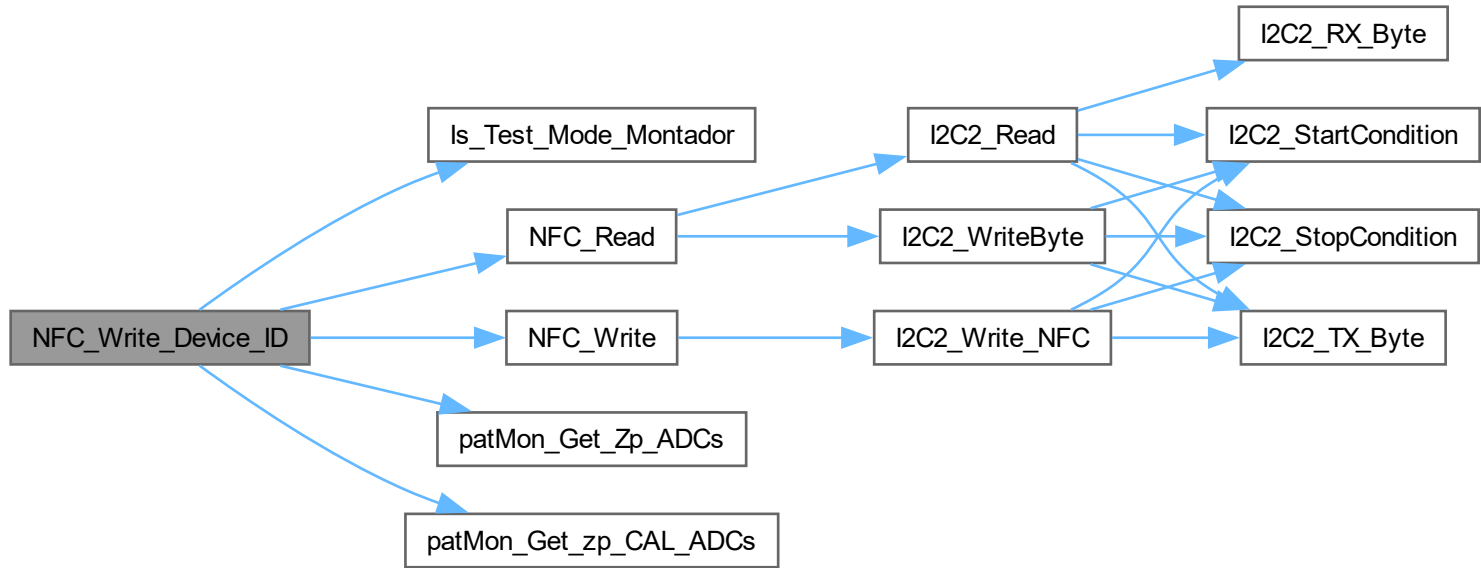 NFC_Write_Device_ID
Is_Test_Mode_Montador
NFC_Read
NFC_Write
patMon_Get_Zp_ADCs
patMon_Get_zp_CAL_ADCs
I2C2_Read
I2C2_WriteByte
I2C2_Write_NFC
I2C2_RX_Byte
I2C2_StartCondition
I2C2_StopCondition
I2C2_TX_Byte